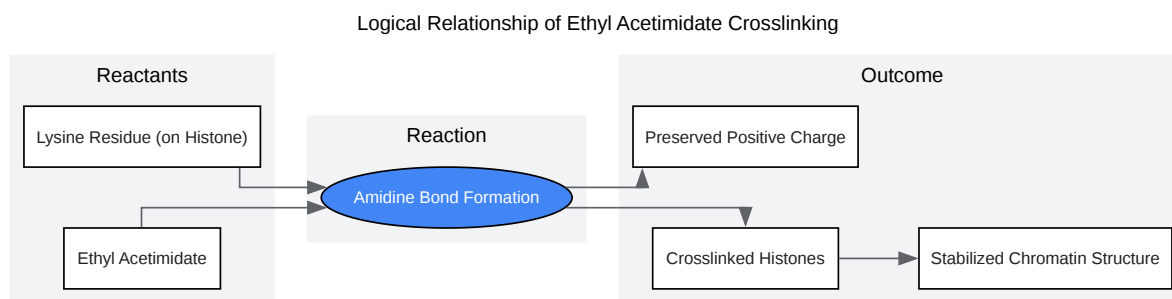 Logical Relationship of Ethyl Acetimidate Crosslinking
Reactants
Lysine Residue (on Histone)
Ethyl Acetimidate
Reaction
Amidine Bond Formation
Outcome
Preserved Positive Charge
Crosslinked Histones
Stabilized Chromatin Structure